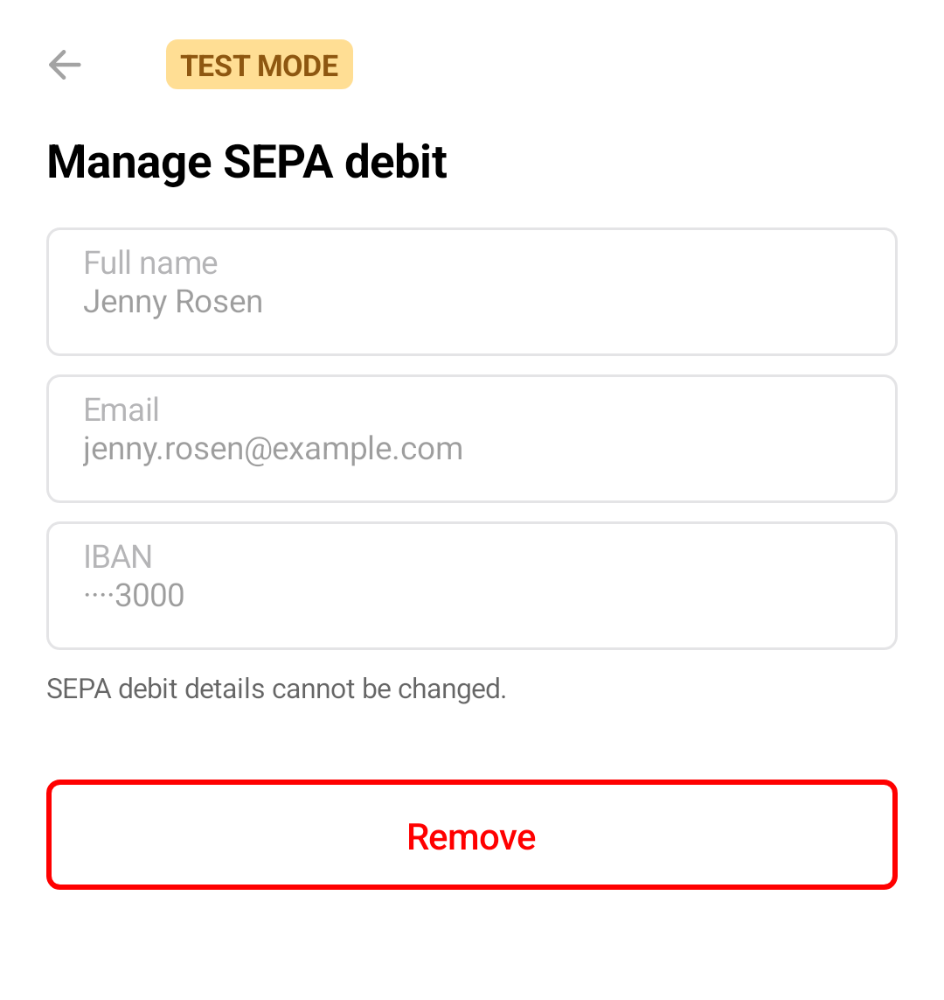 TEST MODE
Manage SEPA debit
Full name
Jenny Rosen
Email
jenny.rosen@example.com
IBAN
····3000
SEPA debit details cannot be changed.
Remove